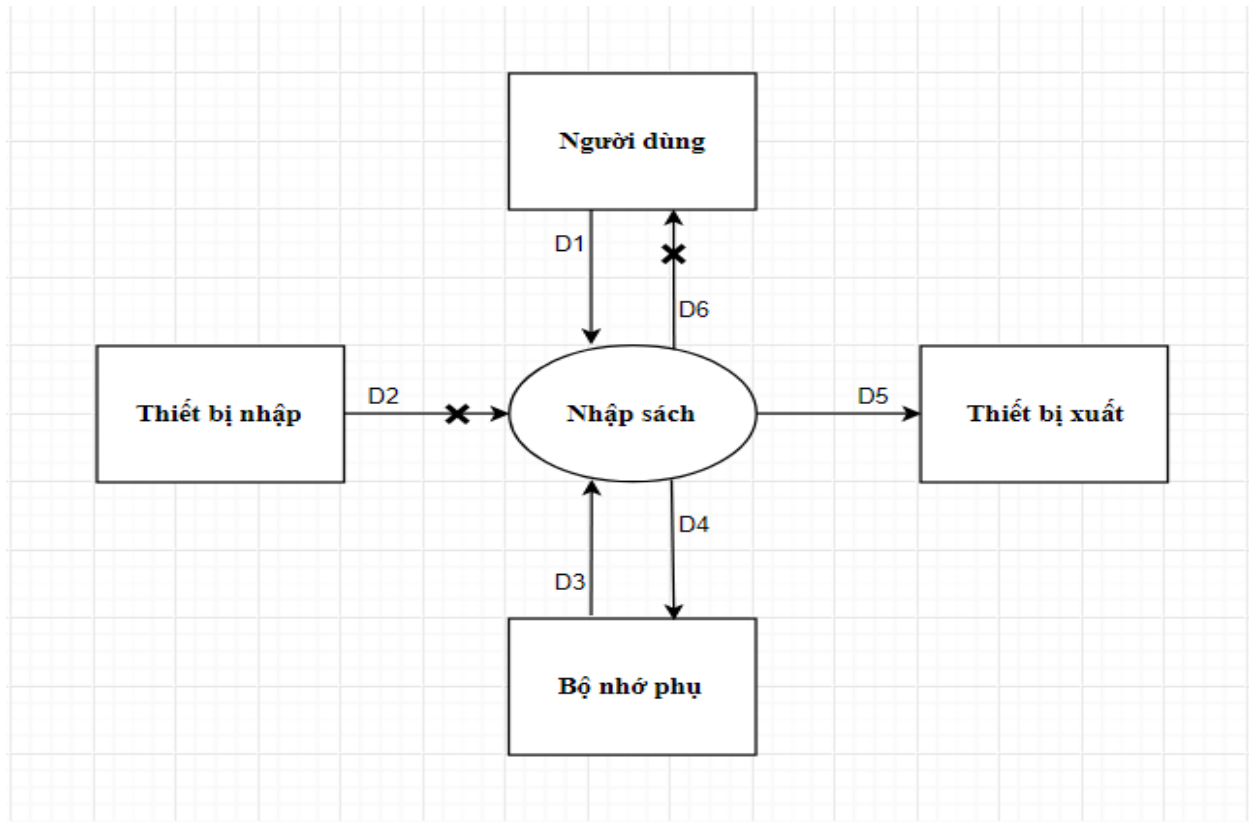 Người dùng
D1
D6
Thiết bị nhập
D2
Nhập sách
D5
Thiết bị xuất
D4
D3
Bộ nhớ phụ